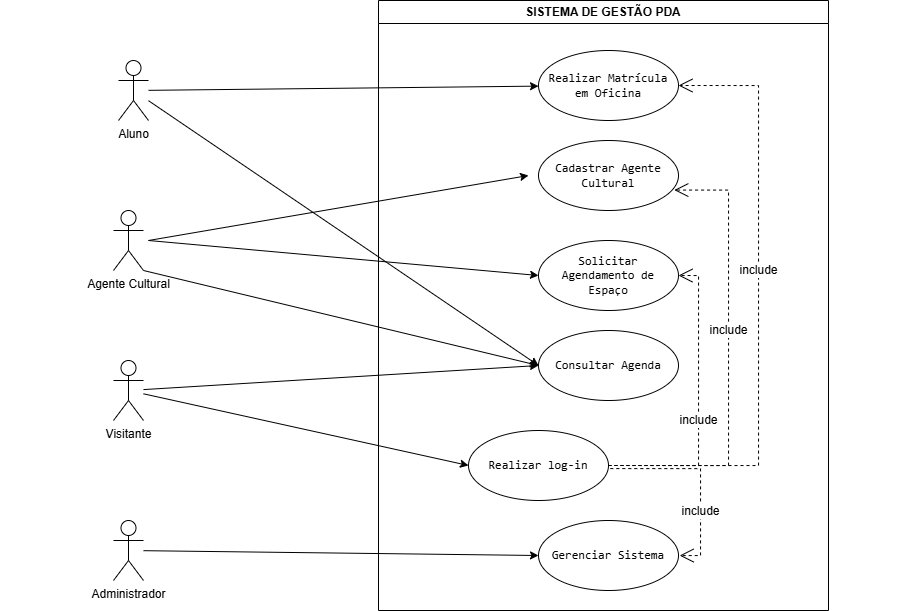 SISTEMA DE GESTÃO PDA
Realizar Matrícula
em Oficina
Aluno
Cadastrar Agente
Cultural
Agente Cultural
Solicitar
Agendamento de
Espaço
include
include
Consultar Agenda
include
Visitante
Realizar log-in
include
Gerenciar Sistema
Administrador